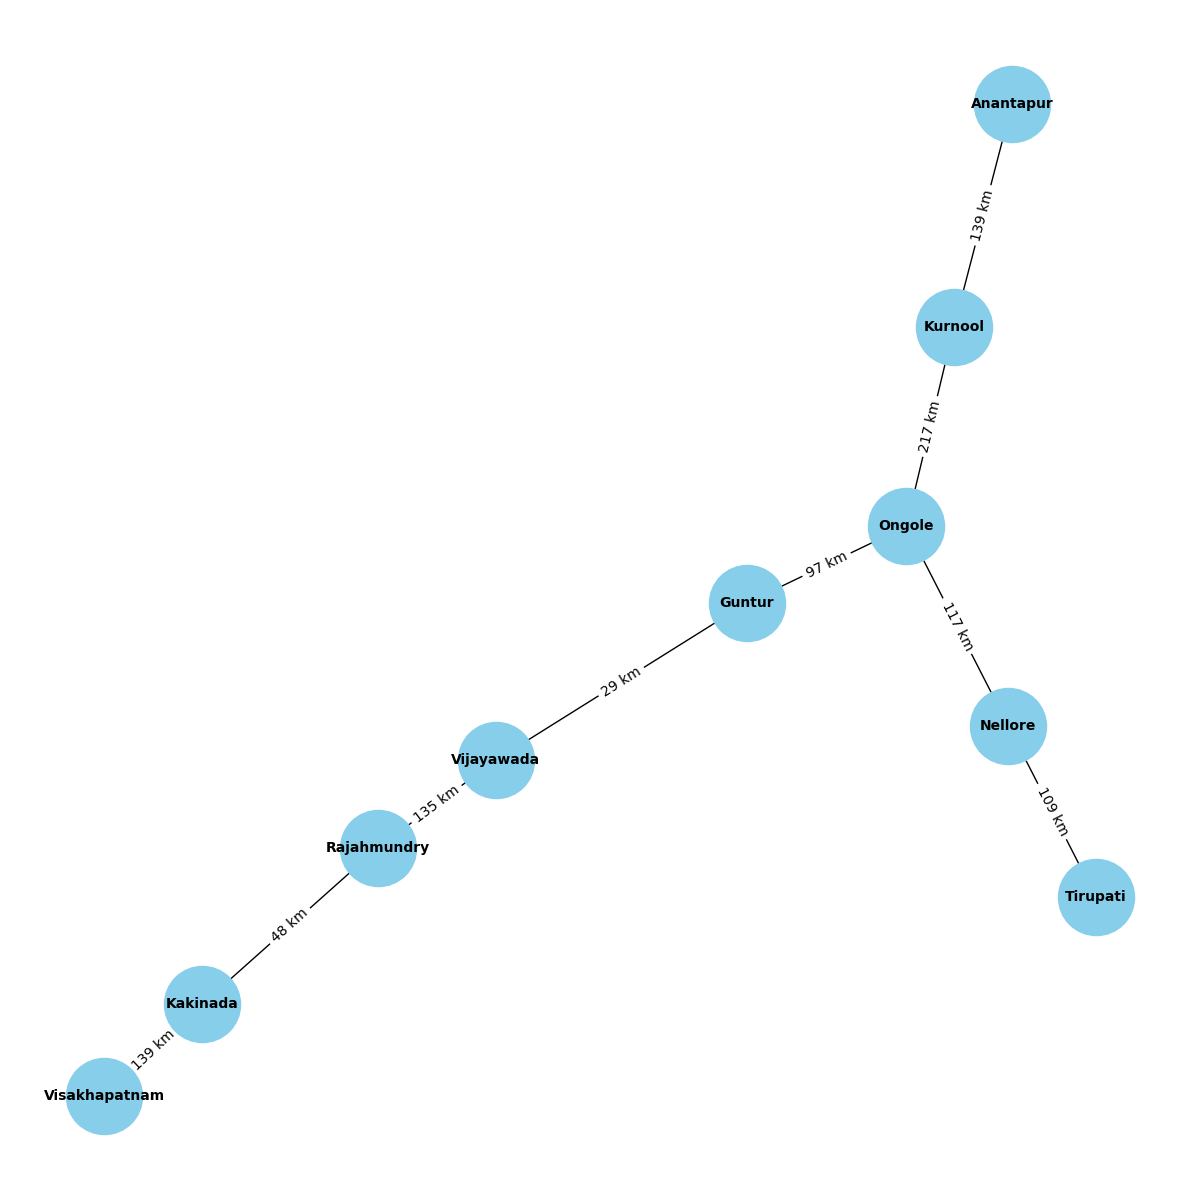 Anantapur
139 km
Kurnool
217 km
Ongole
97 km
Guntur
117 km
29 km
Nellore
Vijayawada
135 km
109 km
Rajahmundry
Tirupati
48 km
Kakinada
139 km
Visakhapatnam